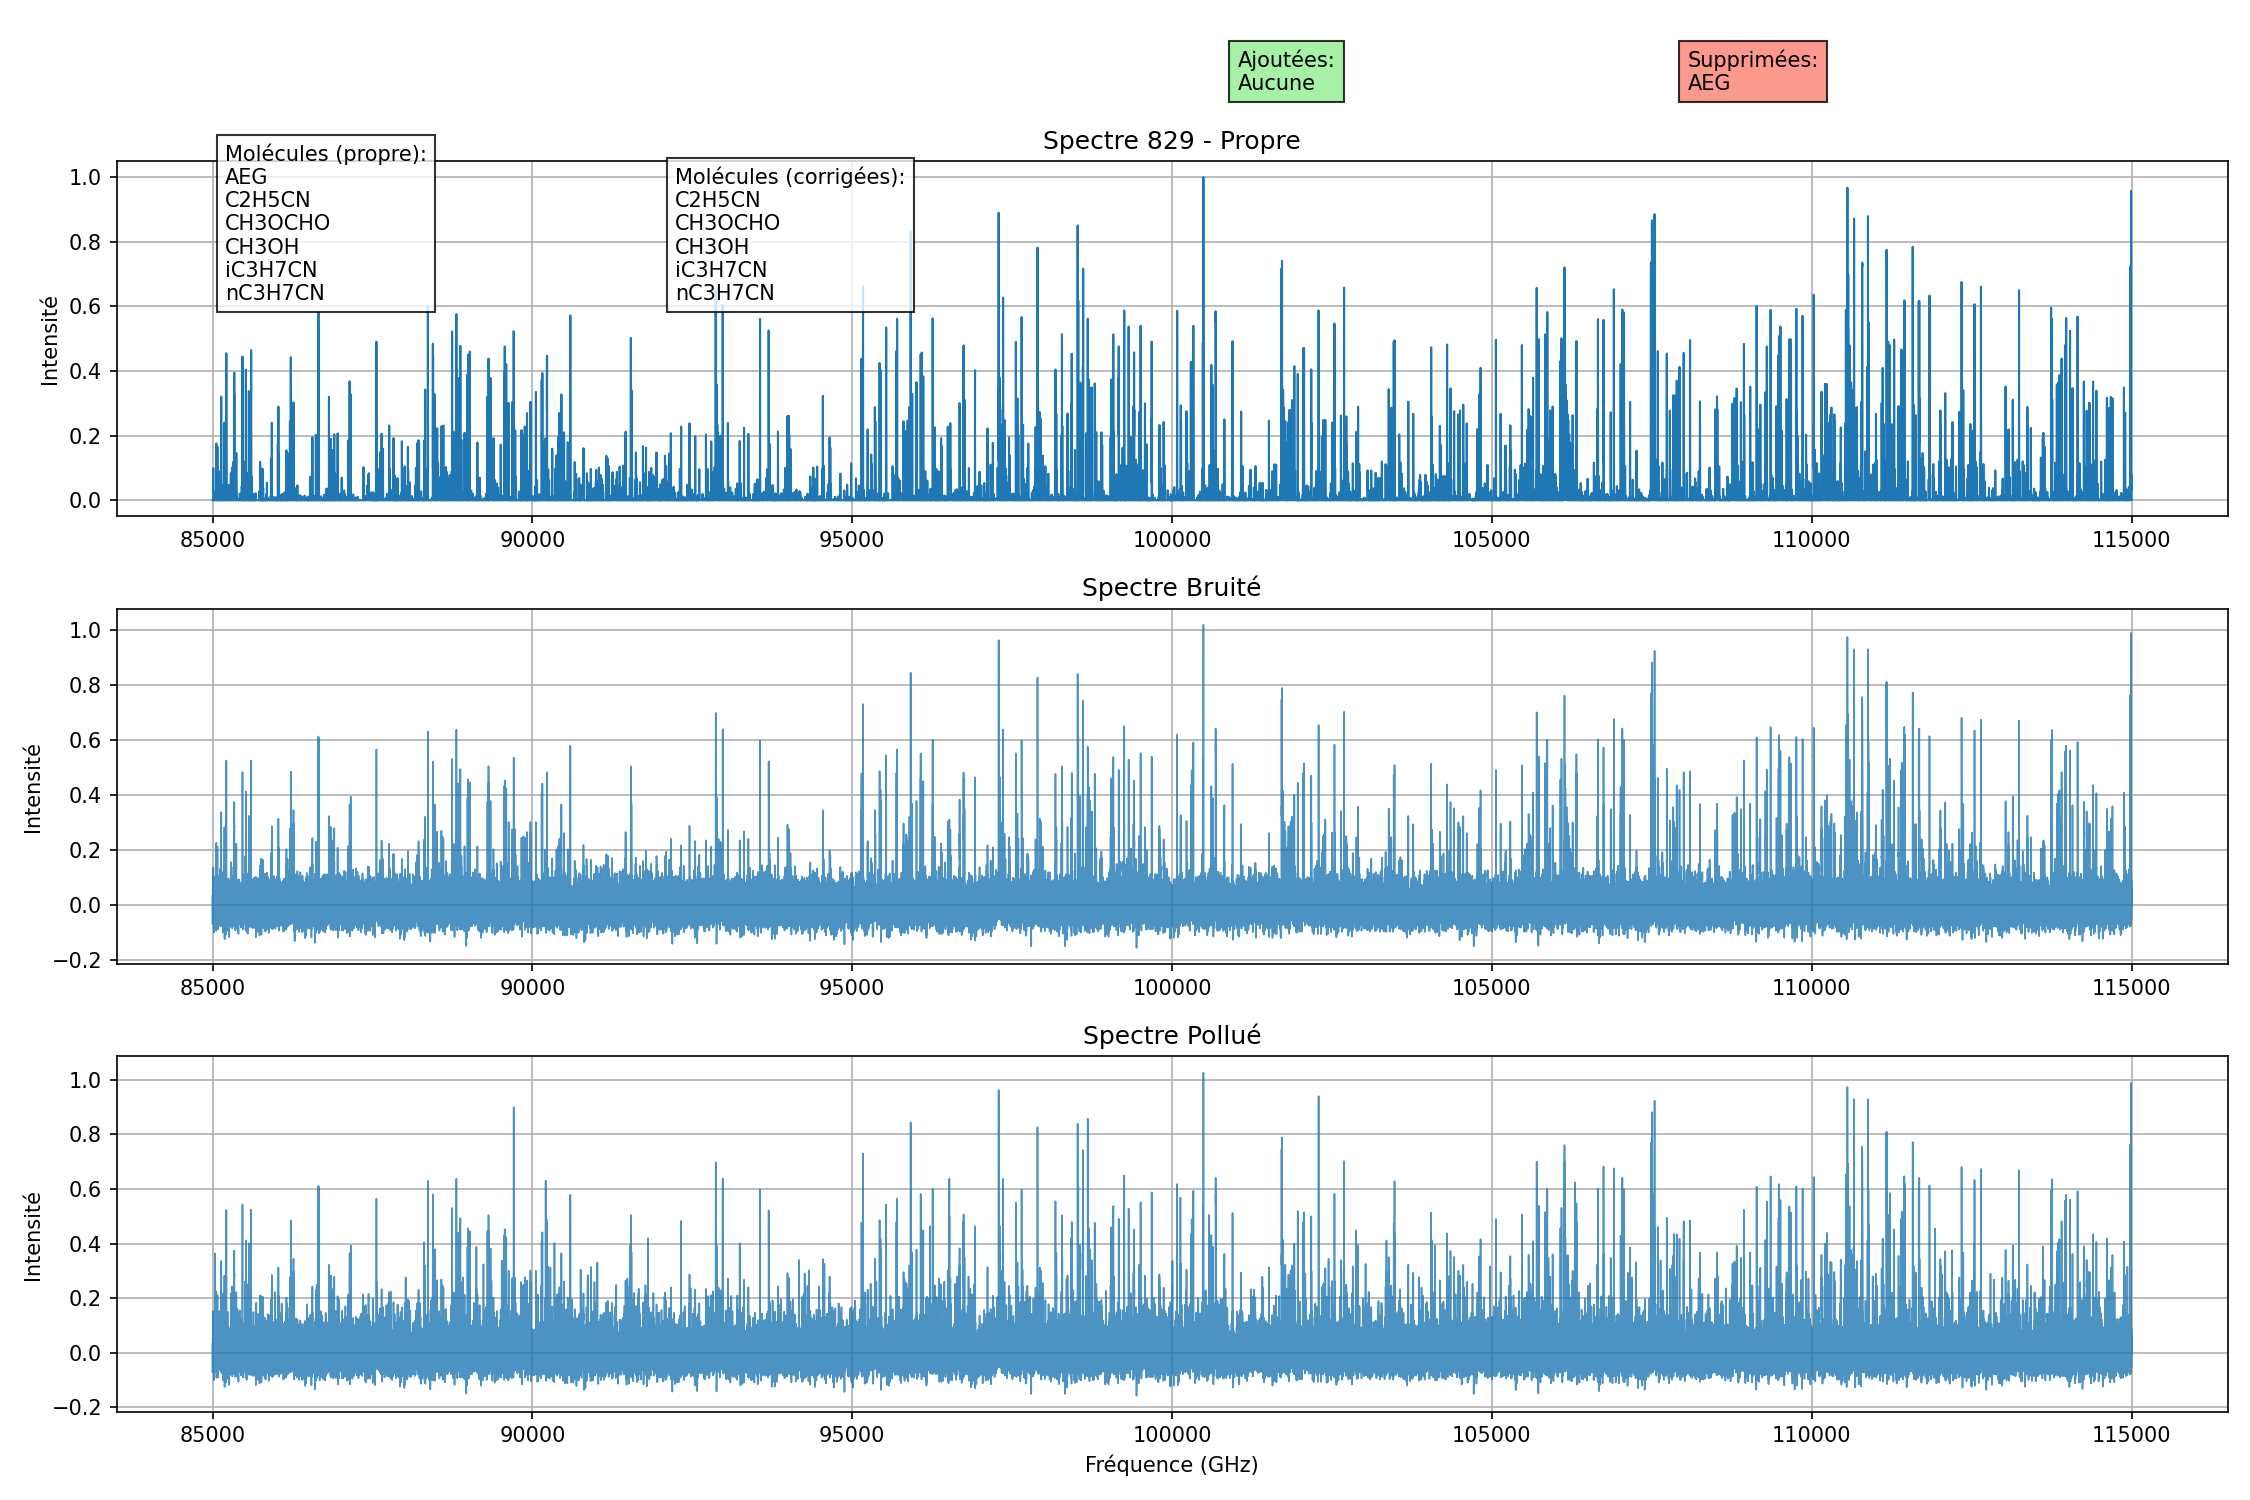 Ajoutées:
Aucune
Supprimées:
AEG
Spectre 829 - Propre
Molécules (propre):
AEG
C2H5CN
CH3OCHO
CH3OH
iC3H7CN
nC3H7CN
Molécules (corrigées):
C2H5CN
CH3OCHO
CH3OH
iC3H7CN
nC3H7CN
Intensité
1.0
0.8
0.6
0.4
0.2
0.0
85000 90000 95000 100000 105000 110000 115000
Spectre Bruité
Intensité
1.0
0.8
0.6
0.4
0.2
0.0
−0.2
85000 90000 95000 100000 105000 110000 115000
Spectre Pollué
Intensité
1.0
0.8
0.6
0.4
0.2
0.0
−0.2
85000 90000 95000 100000 105000 110000 115000
Fréquence (GHz)